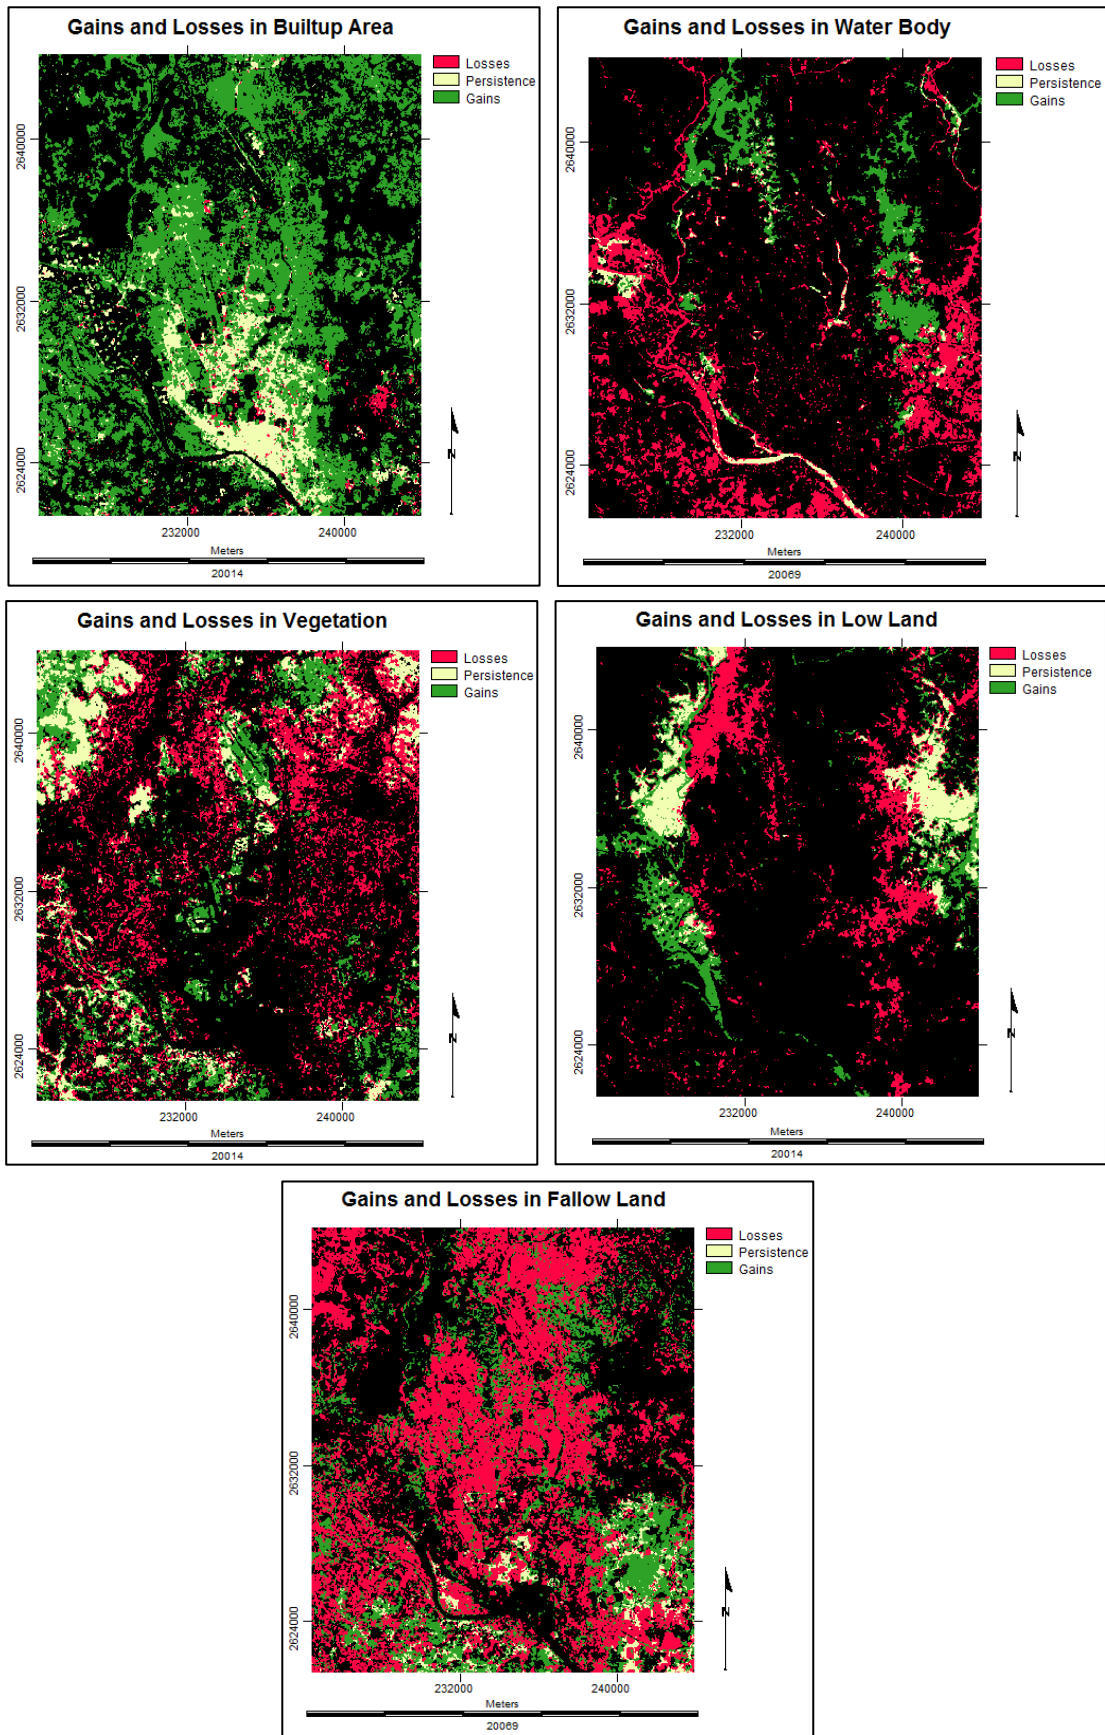 Gains and Losses in Builtup Area
Losses
Persistence
Gains
2640000
2632000
2624000
N
232000
240000
Meters
20014
Gains and Losses in Water Body
Losses
Persistence
Gains
2640000
2632000
2624000
N
232000
240000
Meters
20069
Gains and Losses in Vegetation
Losses
Persistence
Gains
2640000
2632000
2624000
N
232000
240000
Meters
20014
Gains and Losses in Low Land
Losses
Persistence
Gains
2640000
2632000
2624000
N
232000
240000
Meters
20014
Gains and Losses in Fallow Land
Losses
Persistence
Gains
2640000
2632000
2624000
N
232000
240000
Meters
20069